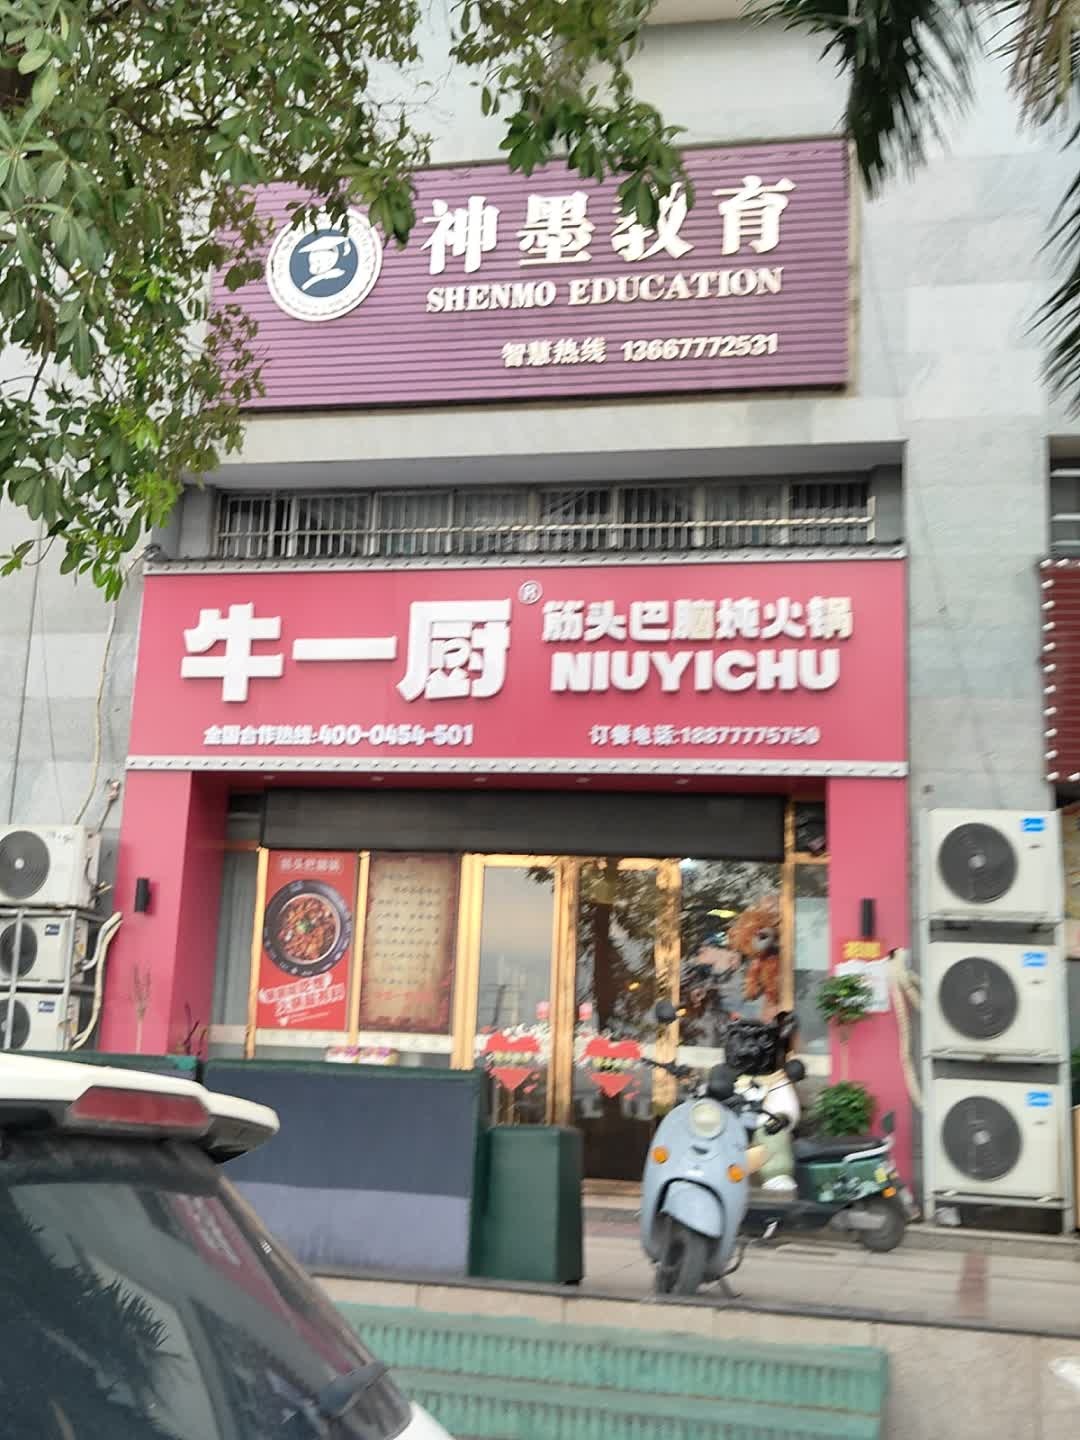 神墨教育
SHENMO EDUCATION
智慧热线 13667772531
牛一厨®
筋头巴脑炖火锅
NIUYICHU
全国合作热线:400-0454-501
订餐电话:18877775750
筋头巴脑锅